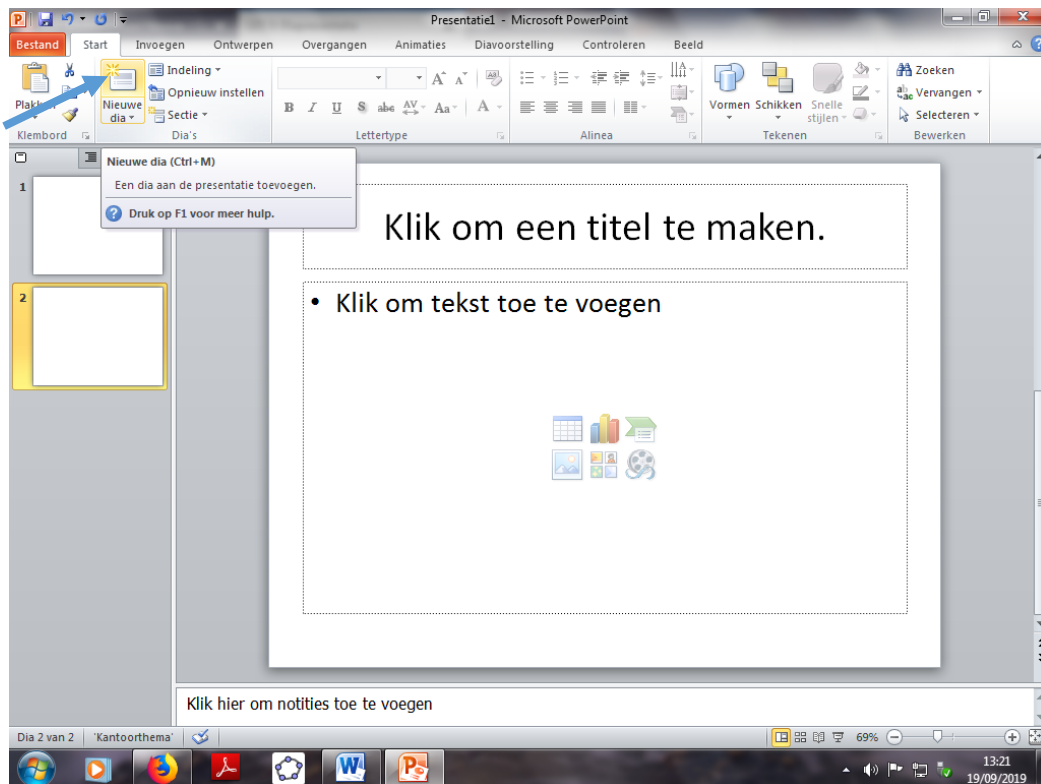 Presentatie1 - Microsoft PowerPoint
Bestand Start Invoegen Ontwerpen Overgangen Animaties Diavoorstelling Controleren Beeld
Indeling
Opnieuw instellen
Sectie
Nieuwe
dia
Klembord
Dia's
B I U S abc AV Aa A
Lettertype
Alinea
Vormen Schikken Snelle
stijlen
Tekenen
Zoeken
Vervangen
Selecteren
Bewerken
Nieuwe dia (Ctrl+M)
Een dia aan de presentatie toevoegen.
Druk op F1 voor meer hulp.
1
2
Klik om een titel te maken.
• Klik om tekst toe te voegen
Klik hier om notities toe te voegen
Dia 2 van 2 'Kantoorthema' 69%
13:21
19/09/2019